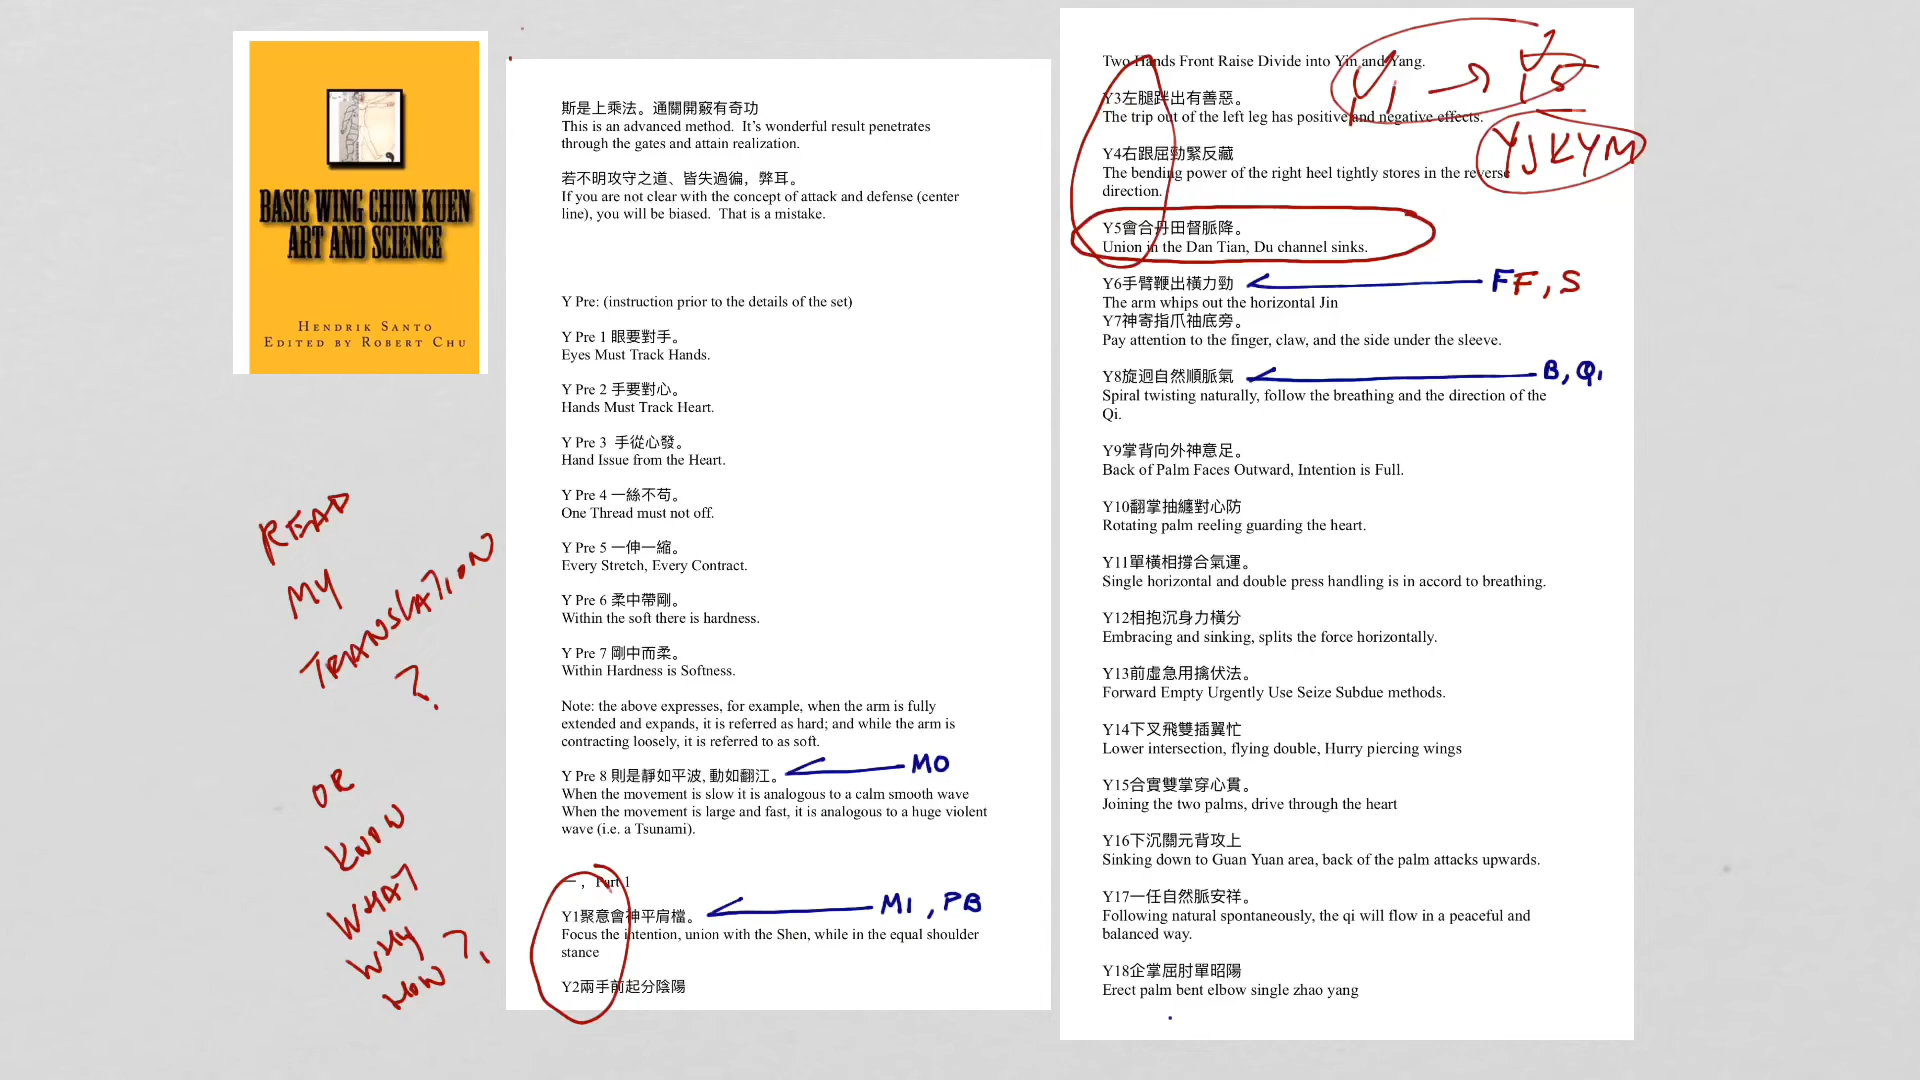 BASIC WING CHUN KUEN
ART AND SCIENCE
HENDRIK SANTO
EDITED BY ROBERT CHU
READ
MY
TRANSLATION
?
OR
KNOW
WHAT
WHY
HOW ?
斯是上乘法。通關開竅有奇功
This is an advanced method.  It's wonderful result penetrates
through the gates and attain realization.
若不明攻守之道、皆失過徧，弊耳。
If you are not clear with the concept of attack and defense (center
line), you will be biased.  That is a mistake.
Y Pre: (instruction prior to the details of the set)
Y Pre 1 眼要對手。
Eyes Must Track Hands.
Y Pre 2 手要對心。
Hands Must Track Heart.
Y Pre 3  手從心發。
Hand Issue from the Heart.
Y Pre 4 一絲不苟。
One Thread must not off.
Y Pre 5 一伸一縮。
Every Stretch, Every Contract.
Y Pre 6 柔中帶剛。
Within the soft there is hardness.
Y Pre 7 剛中而柔。
Within Hardness is Softness.
Note: the above expresses, for example, when the arm is fully
extended and expands, it is referred as hard; and while the arm is
contracting loosely, it is referred to as soft.
Y Pre 8 則是靜如平波, 動如翻江。 MO
When the movement is slow it is analogous to a calm smooth wave
When the movement is large and fast, it is analogous to a huge violent
wave (i.e. a Tsunami).
一，Part 1
Y1聚意會神平肩檔。 MI , PB
Focus the intention, union with the Shen, while in the equal shoulder
stance
Y2兩手前起分陰陽
Two Hands Front Raise Divide into Yin and Yang.
Y1 → Y5
Y3左腿跘出有善惡。
The trip out of the left leg has positive and negative effects.
YJKYM
Y4右跟屈勁緊反藏
The bending power of the right heel tightly stores in the reverse
direction.
Y5會合丹田督脈降。
Union in the Dan Tian, Du channel sinks.
Y6手臂鞭出橫力勁 FF , S
The arm whips out the horizontal Jin
Y7神寄指爪䄂底旁。
Pay attention to the finger, claw, and the side under the sleeve.
Y8旋迴自然順脈氣 B, Qi
Spiral twisting naturally, follow the breathing and the direction of the
Qi.
Y9掌背向外神意足。
Back of Palm Faces Outward, Intention is Full.
Y10翻掌抽纏對心防
Rotating palm reeling guarding the heart.
Y11單橫相撐合氣運。
Single horizontal and double press handling is in accord to breathing.
Y12相抱沉身力橫分
Embracing and sinking, splits the force horizontally.
Y13前虛急用擒伏法。
Forward Empty Urgently Use Seize Subdue methods.
Y14下叉飛雙插翼忙
Lower intersection, flying double, Hurry piercing wings
Y15合實雙掌穿心貫。
Joining the two palms, drive through the heart
Y16下沉關元背攻上
Sinking down to Guan Yuan area, back of the palm attacks upwards.
Y17一任自然脈安祥。
Following natural spontaneously, the qi will flow in a peaceful and
balanced way.
Y18企掌屈肘單昭陽
Erect palm bent elbow single zhao yang